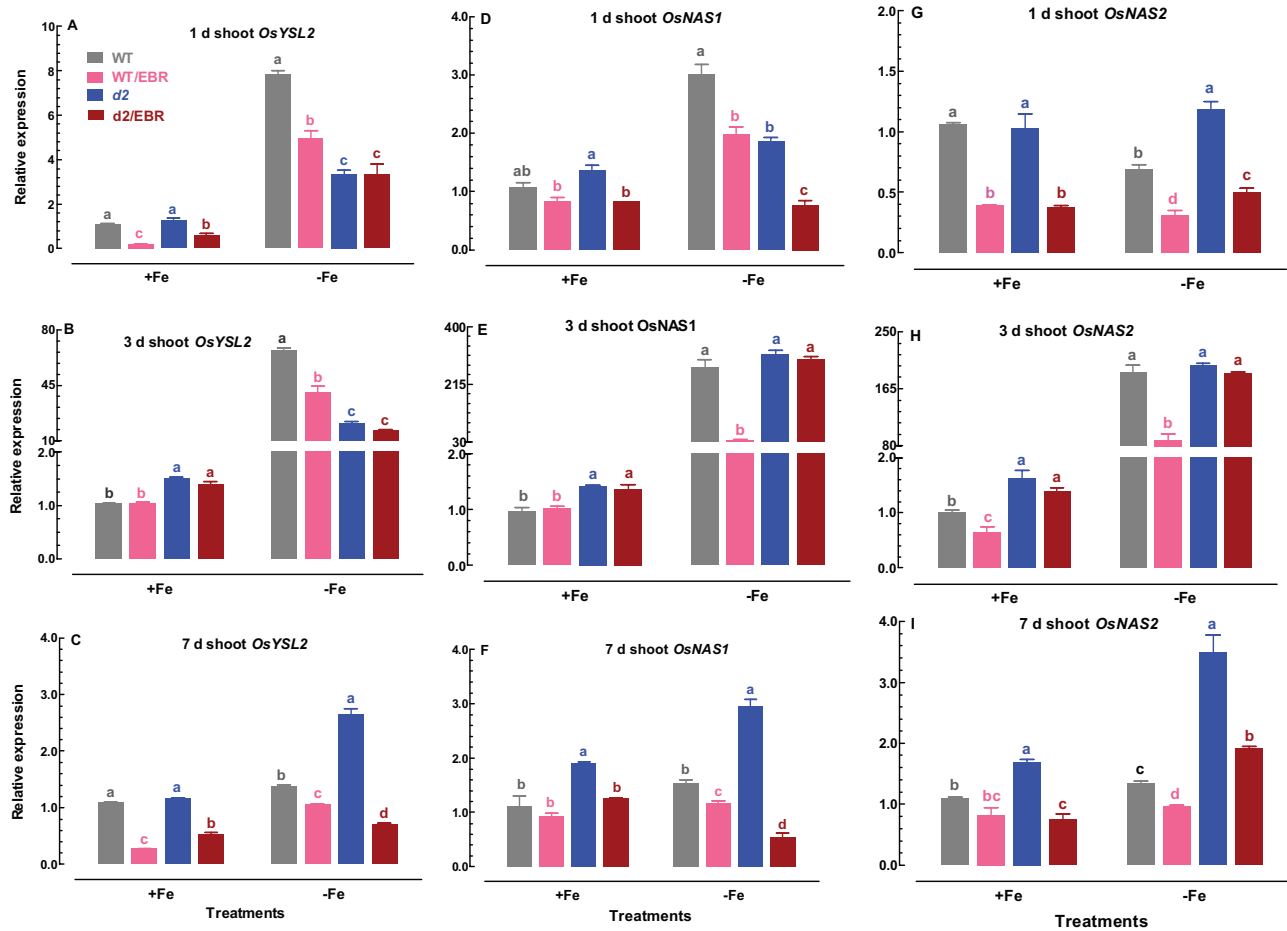 A
1 d shoot OsYSL2
WT
WT/EBR
d2
d2/EBR
Relative expression
10
8
6
4
2
0
a
c
a
b
a
b
c
c
+Fe
-Fe
D
1 d shoot OsNAS1
4.0
3.0
2.0
1.0
0.0
ab
b
a
b
a
b
b
c
+Fe
-Fe
G
1 d shoot OsNAS2
2.0
1.5
1.0
0.5
0.0
a
b
a
b
b
d
a
c
+Fe
-Fe
B
3 d shoot OsYSL2
Relative expression
80
45
10
2.0
1.0
0.0
b
b
a
a
a
b
c
c
+Fe
-Fe
E
3 d shoot OsNAS1
400
215
30
2.0
1.0
0.0
b
b
a
a
a
b
a
a
+Fe
-Fe
H
3 d shoot OsNAS2
250
165
80
2.0
1.0
0.0
b
c
a
a
a
b
a
a
+Fe
-Fe
C
7 d shoot OsYSL2
Relative expression
4.0
3.0
2.0
1.0
0.0
a
c
a
b
b
c
a
d
+Fe
-Fe
Treatments
F
7 d shoot OsNAS1
4.0
3.0
2.0
1.0
0.0
b
b
a
b
b
c
a
d
+Fe
-Fe
I
7 d shoot OsNAS2
4.0
3.0
2.0
1.0
0.0
b
bc
a
c
c
d
a
b
+Fe
-Fe
Treatments